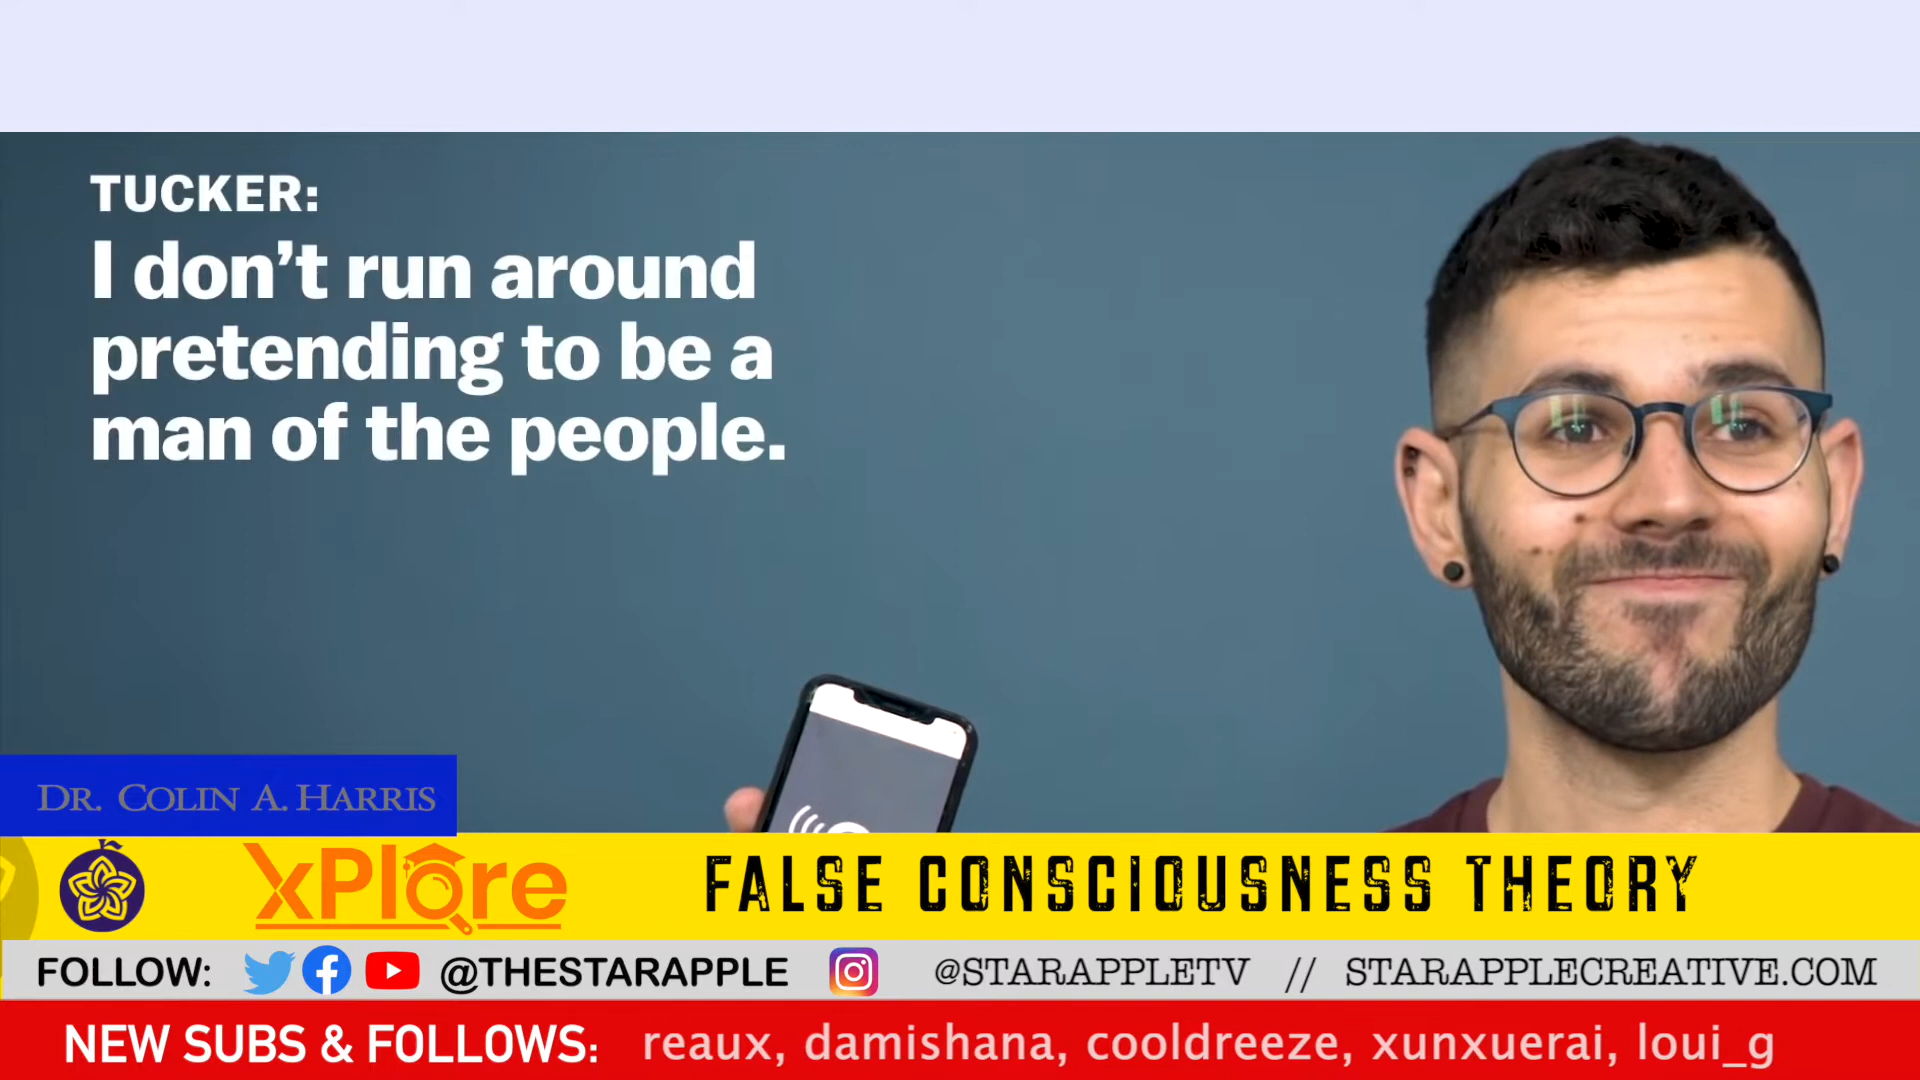 TUCKER:
I don't run around
pretending to be a
man of the people.
DR. COLIN A. HARRIS
xPlore
FALSE CONSCIOUSNESS THEORY
FOLLOW: @THESTARAPPLE @STARAPPLETV // STARAPPLECREATIVE.COM
NEW SUBS & FOLLOWS: reaux, damishana, cooldreeze, xunxuerai, loui_g